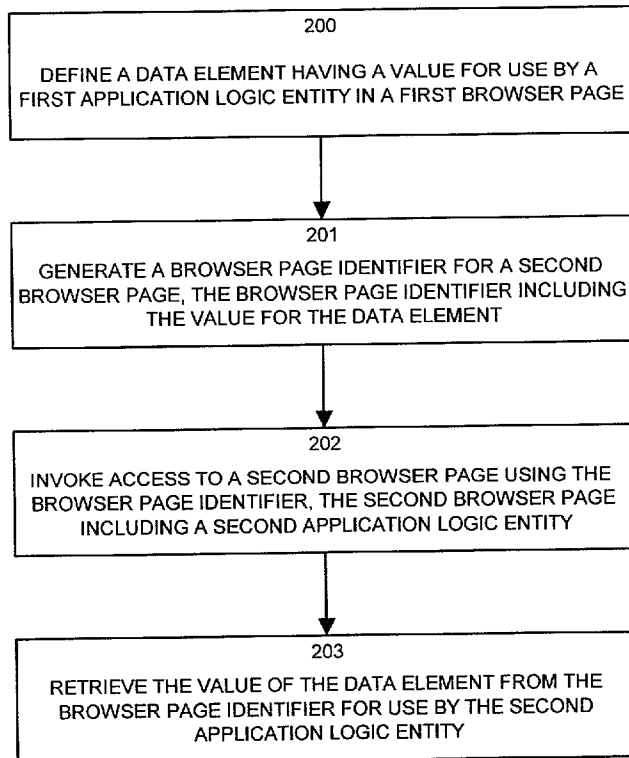 200
DEFINE A DATA ELEMENT HAVING A VALUE FOR USE BY A
FIRST APPLICATION LOGIC ENTITY IN A FIRST BROWSER PAGE
201
GENERATE A BROWSER PAGE IDENTIFIER FOR A SECOND
BROWSER PAGE, THE BROWSER PAGE IDENTIFIER INCLUDING
THE VALUE FOR THE DATA ELEMENT
202
INVOKE ACCESS TO A SECOND BROWSER PAGE USING THE
BROWSER PAGE IDENTIFIER, THE SECOND BROWSER PAGE
INCLUDING A SECOND APPLICATION LOGIC ENTITY
203
RETRIEVE THE VALUE OF THE DATA ELEMENT FROM THE
BROWSER PAGE IDENTIFIER FOR USE BY THE SECOND
APPLICATION LOGIC ENTITY